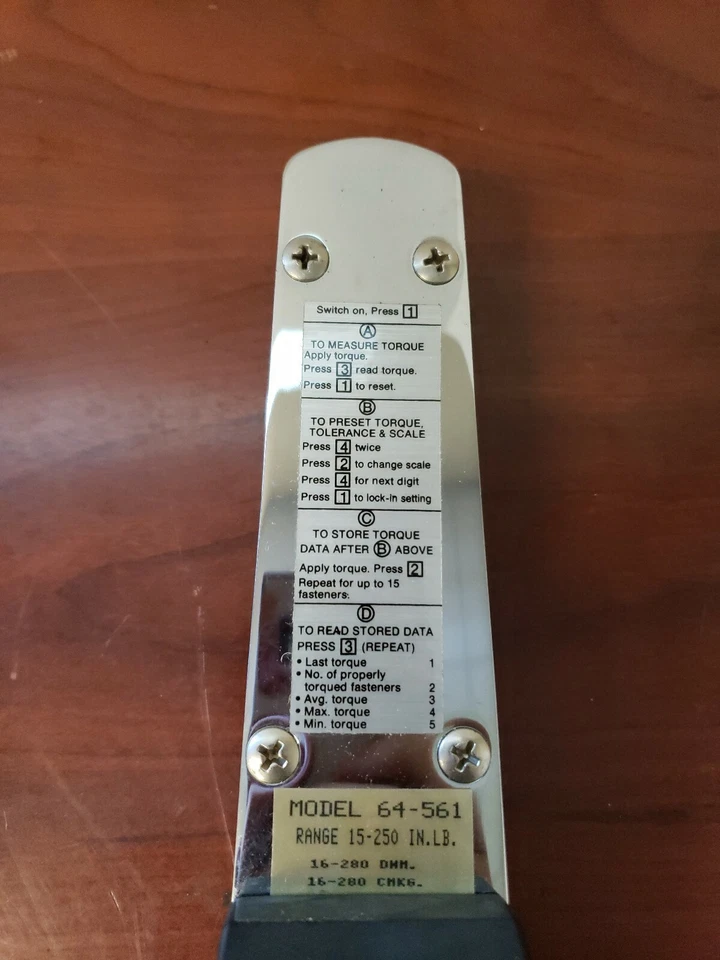 Switch on, Press 1
A
TO MEASURE TORQUE
Apply torque.
Press 3 read torque.
Press 1 to reset.
B
TO PRESET TORQUE,
TOLERANCE & SCALE
Press 4 twice
Press 2 to change scale
Press 4 for next digit
Press 1 to lock-in setting
C
TO STORE TORQUE
DATA AFTER B ABOVE
Apply torque. Press 2
Repeat for up to 15
fasteners.
D
TO READ STORED DATA
PRESS 3 (REPEAT)
• Last torque 1
• No. of properly
torqued fasteners 2
• Avg. torque 3
• Max. torque 4
• Min. torque 5
MODEL 64-561
RANGE 15-250 IN.LB.
16-280 DNM.
16-280 CMKG.